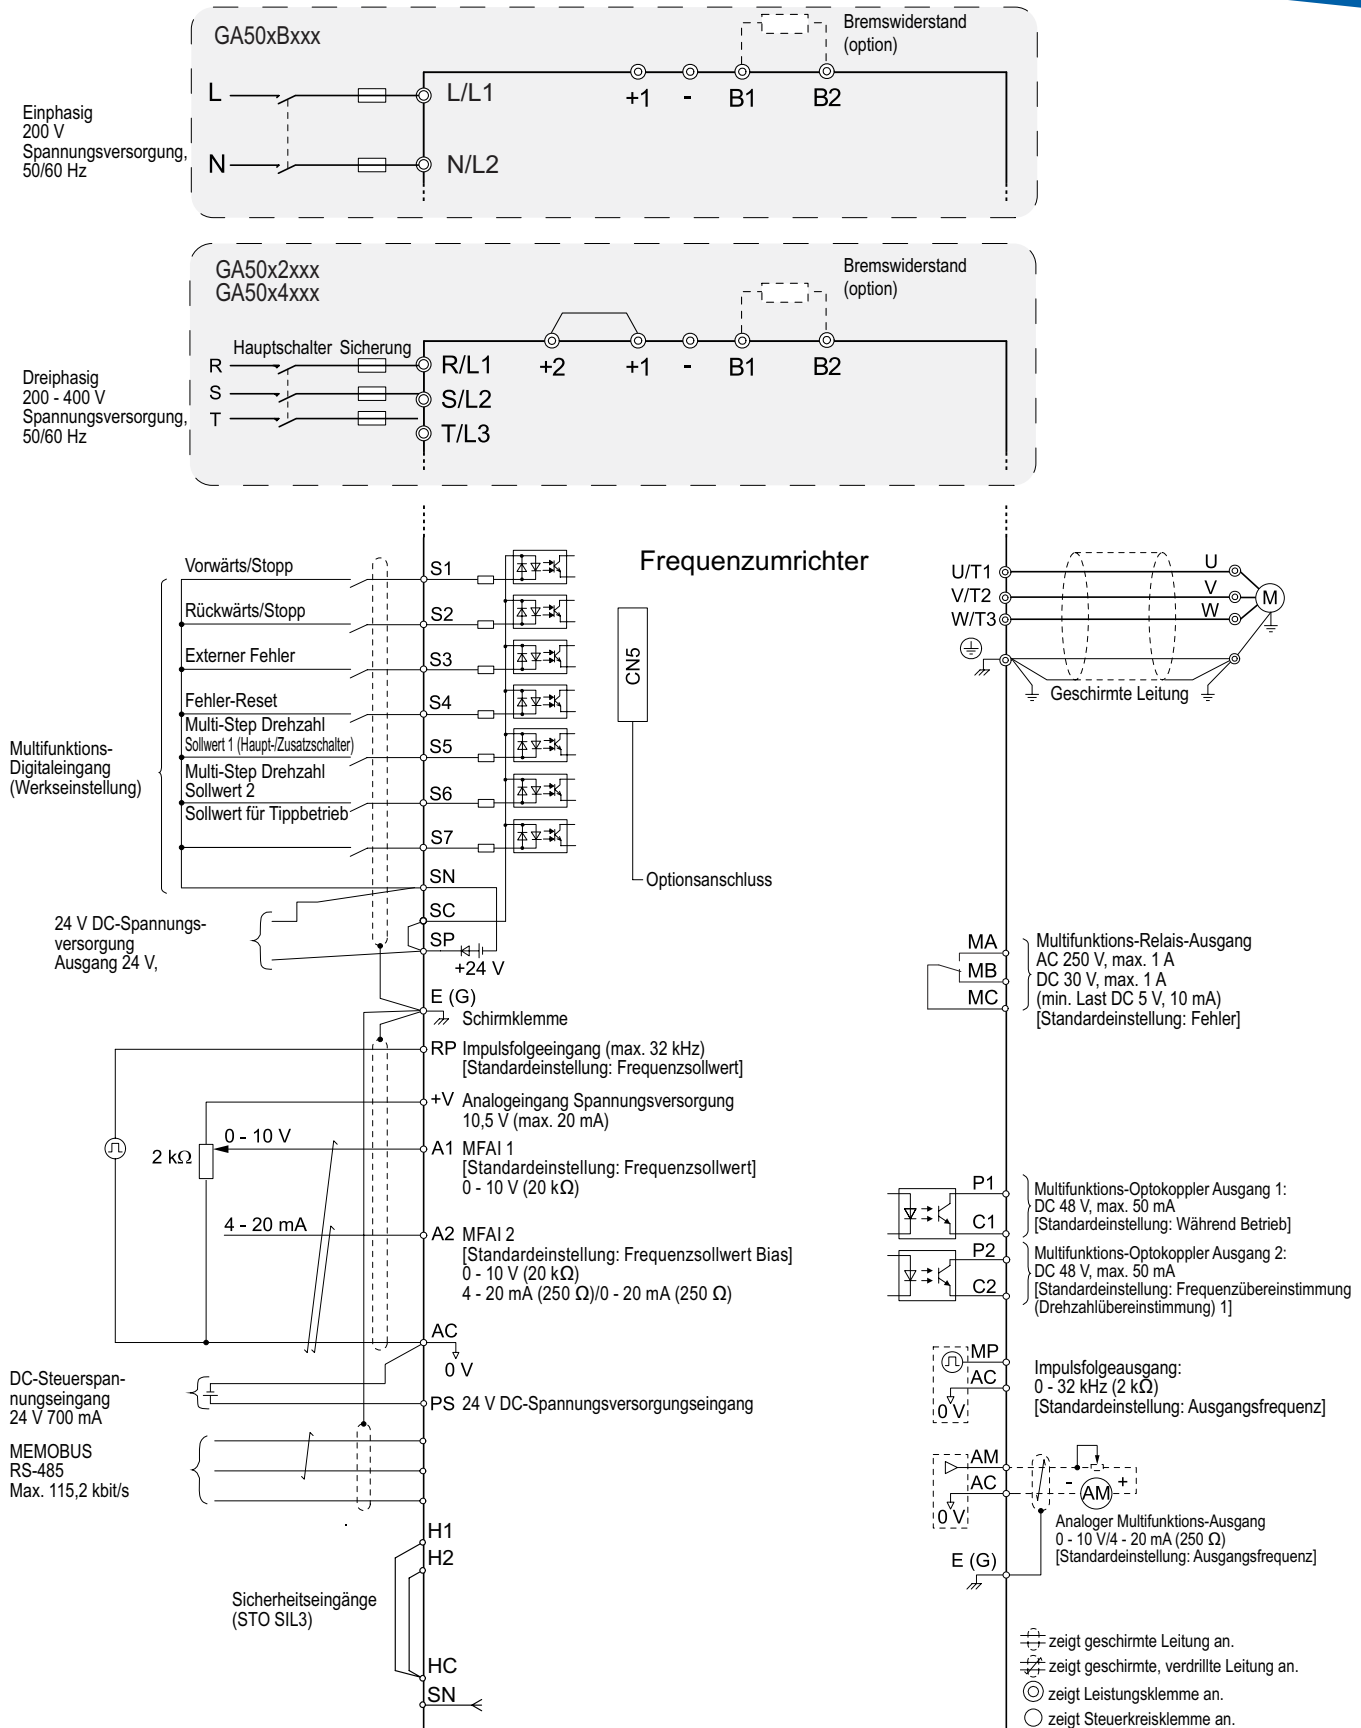 GA50xBxxx
Bremswiderstand
(option)
L
L/L1
+1
-
B1
B2
Einphasig
200 V
Spannungsversorgung,
50/60 Hz
N
N/L2
GA50x2xxx
GA50x4xxx
Bremswiderstand
(option)
Hauptschalter Sicherung
R
R/L1
+2
+1
-
B1
B2
Dreiphasig
200 - 400 V
Spannungsversorgung,
50/60 Hz
S
S/L2
T
T/L3
Frequenzumrichter
Multifunktions-
Digitaleingang
(Werkseinstellung)
Vorwärts/Stopp
S1
Rückwärts/Stopp
S2
Externer Fehler
S3
Fehler-Reset
S4
Multi-Step Drehzahl
Sollwert 1 (Haupt-/Zusatzschalter)
S5
Multi-Step Drehzahl
Sollwert 2
S6
Sollwert für Tippbetrieb
S7
SN
SC
SP
+24 V
24 V DC-Spannungs-
versorgung
Ausgang 24 V,
CN5
Optionsanschluss
E (G)
Schirmklemme
RP Impulsfolgeeingang (max. 32 kHz)
[Standardeinstellung: Frequenzsollwert]
+V Analogeingang Spannungsversorgung
10,5 V (max. 20 mA)
2 kΩ
0 - 10 V
A1 MFAI 1
[Standardeinstellung: Frequenzsollwert]
0 - 10 V (20 kΩ)
4 - 20 mA
A2 MFAI 2
[Standardeinstellung: Frequenzsollwert Bias]
0 - 10 V (20 kΩ)
4 - 20 mA (250 Ω)/0 - 20 mA (250 Ω)
AC
0 V
DC-Steuerspan-
nungseingang
24 V 700 mA
PS 24 V DC-Spannungsversorgungseingang
MEMOBUS
RS-485
Max. 115,2 kbit/s
H1
H2
Sicherheitseingänge
(STO SIL3)
HC
SN
U/T1
U
V/T2
V
W/T3
W
M
Geschirmte Leitung
MA
MB
MC
Multifunktions-Relais-Ausgang
AC 250 V, max. 1 A
DC 30 V, max. 1 A
(min. Last DC 5 V, 10 mA)
[Standardeinstellung: Fehler]
P1
C1
Multifunktions-Optokoppler Ausgang 1:
DC 48 V, max. 50 mA
[Standardeinstellung: Während Betrieb]
P2
C2
Multifunktions-Optokoppler Ausgang 2:
DC 48 V, max. 50 mA
[Standardeinstellung: Frequenzübereinstimmung
(Drehzahlübereinstimmung) 1]
MP
AC
0 V
Impulsfolgeausgang:
0 - 32 kHz (2 kΩ)
[Standardeinstellung: Ausgangsfrequenz]
AM
AC
0 V
-
+
AM
Analoger Multifunktions-Ausgang
0 - 10 V/4 - 20 mA (250 Ω)
[Standardeinstellung: Ausgangsfrequenz]
E (G)
zeigt geschirmte Leitung an.
zeigt geschirmte, verdrillte Leitung an.
zeigt Leistungsklemme an.
zeigt Steuerkreisklemme an.